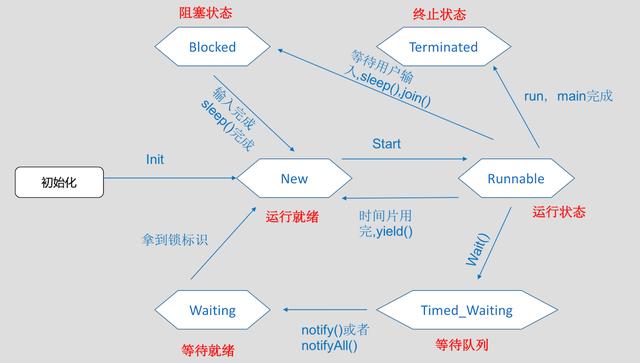 阻塞状态
终止状态
Blocked
Terminated
等待用户输
入,sleep(),join()
输入完成
sleep()完成
run，main完成
Init
Start
初始化
New
Runnable
运行就绪
时间片用
完,yield()
运行状态
拿到锁标识
Wait()
Waiting
Timed_Waiting
notify()或者
notifyAll()
等待就绪
等待队列